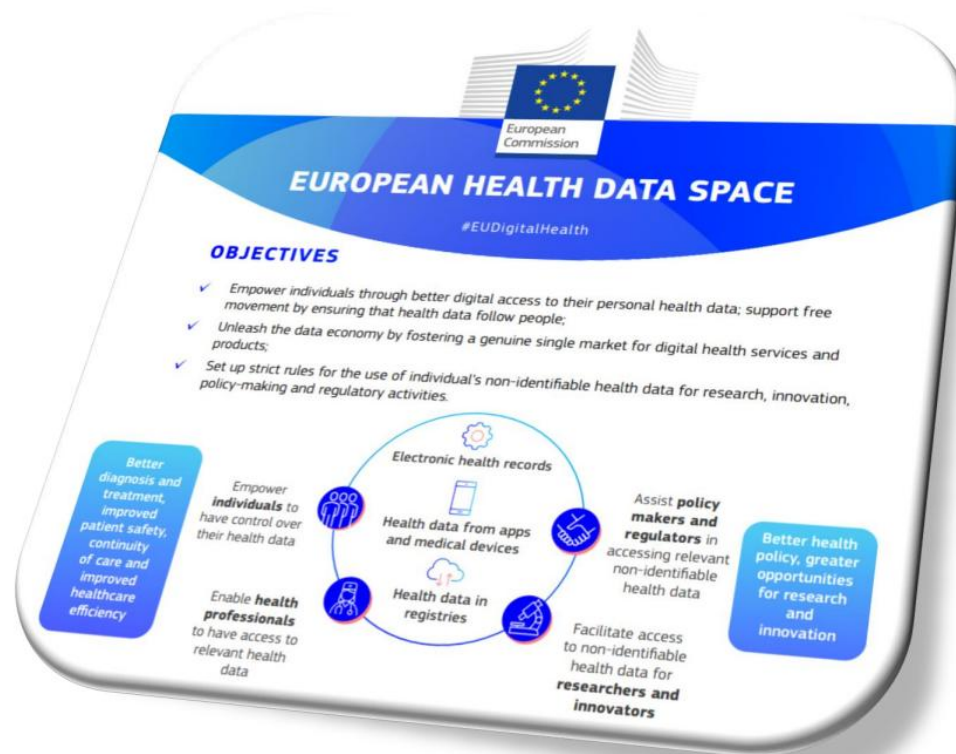 European
Commission
EUROPEAN HEALTH DATA SPACE
#EUDigitalHealth
OBJECTIVES
✓ Empower individuals through better digital access to their personal health data; support free
movement by ensuring that health data follow people;
✓ Unleash the data economy by fostering a genuine single market for digital health services and
products;
✓ Set up strict rules for the use of individual's non-identifiable health data for research, innovation,
policy-making and regulatory activities.
Better
diagnosis and
treatment,
improved
patient safety,
continuity
of care and
improved
healthcare
efficiency
Empower
individuals to
have control over
their health data
Enable health
professionals
to have access to
relevant health
data
Electronic health records
Health data from apps
and medical devices
Health data in
registries
Assist policy
makers and
regulators in
accessing relevant
non-identifiable
health data
Facilitate access
to non-identifiable
health data for
researchers and
innovators
Better health
policy, greater
opportunities
for research
and
innovation